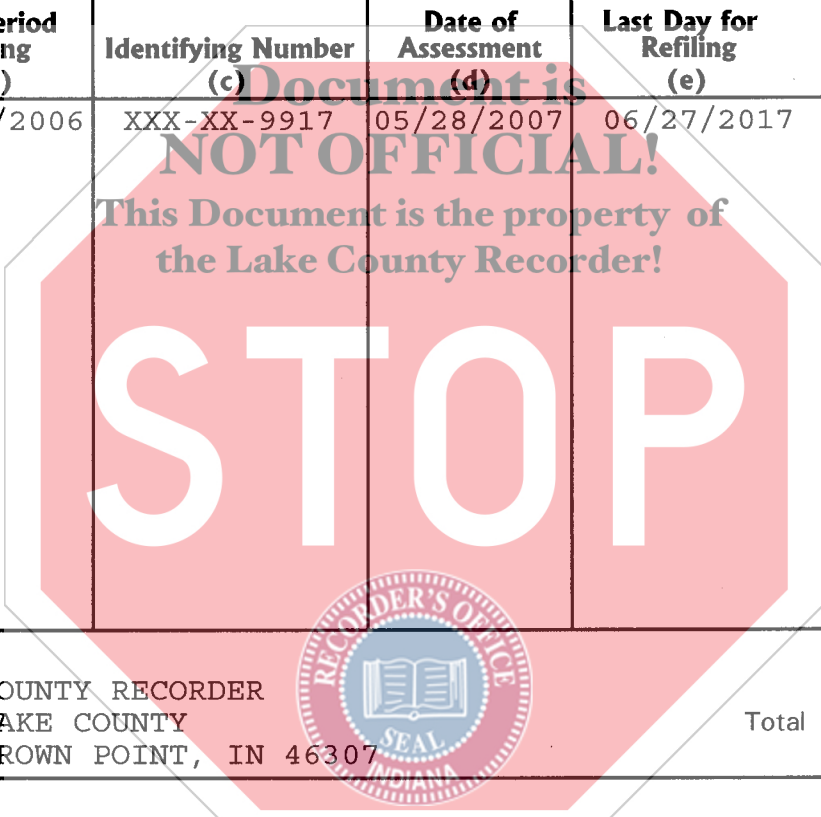 eriod
ng
)
Identifying Number
(c)
Date of
Assessment
(d)
Last Day for
Refiling
(e)
/2006 XXX-XX-9917 05/28/2007 06/27/2017
Document is
NOT OFFICIAL!
This Document is the property of
the Lake County Recorder!
STOP
RECORDER'S OFFICE
SEAL
INDIANA
OUNTY RECORDER
AKE COUNTY
ROWN POINT, IN 46307
Total